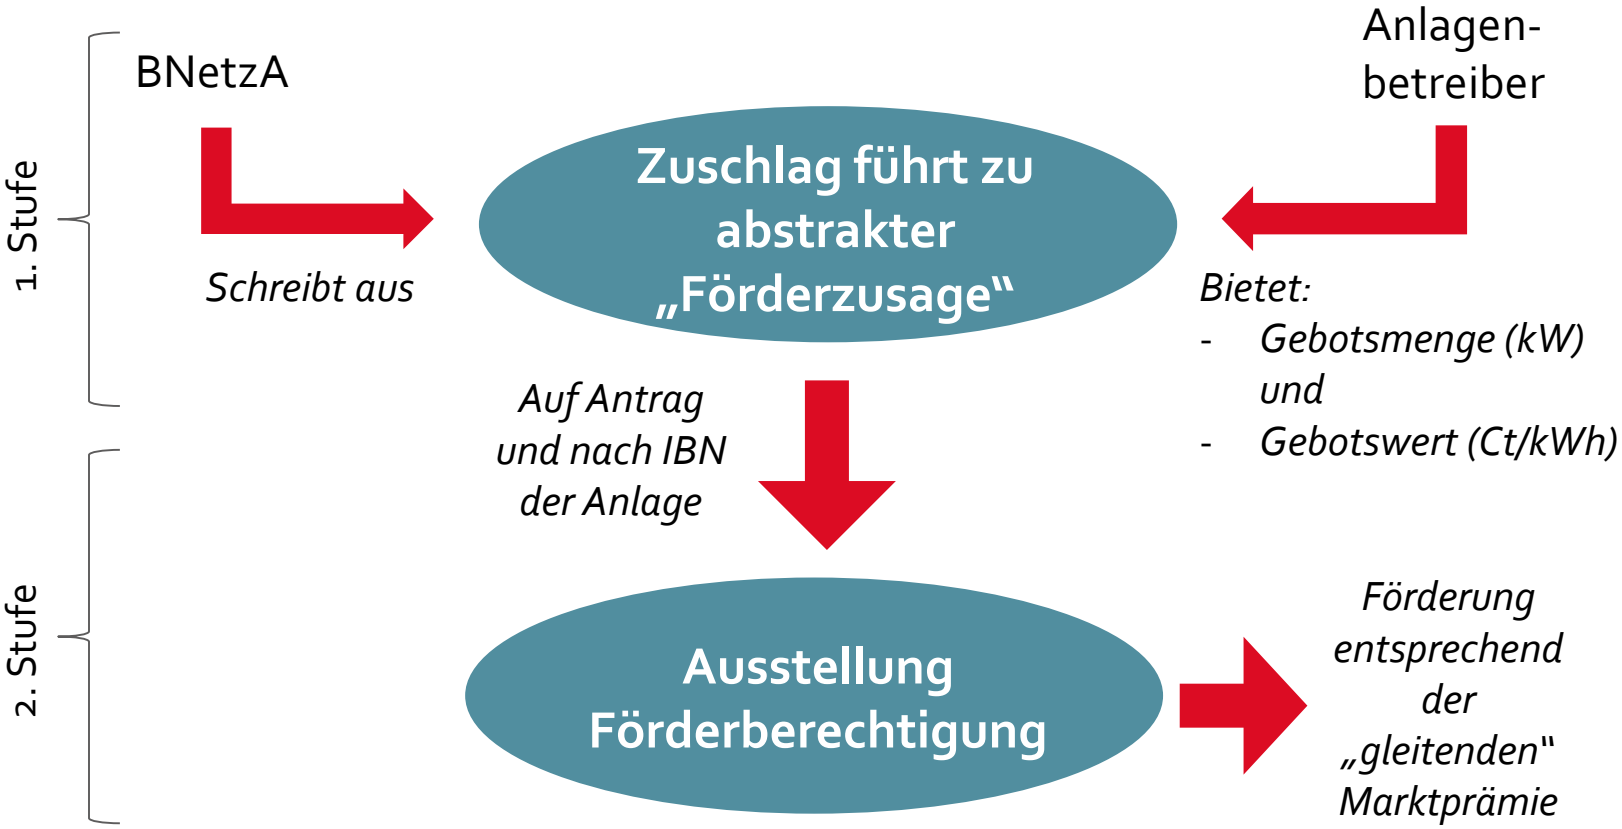 1. Stufe
BNetzA
Schreibt aus
Zuschlag führt zu
abstrakter
„Förderzusage“
Anlagen-
betreiber
Bietet:
- Gebotsmenge (kW)
und
- Gebotswert (Ct/kWh)
Auf Antrag
und nach IBN
der Anlage
2. Stufe
Ausstellung
Förderberechtigung
Förderung
entsprechend
der
„gleitenden“
Marktprämie